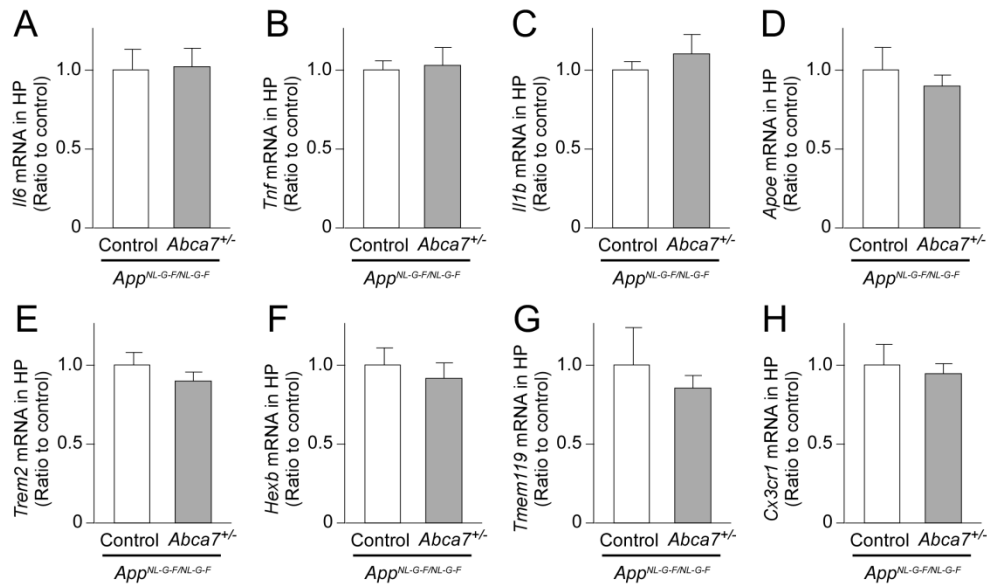 A
Il6 mRNA in HP
(Ratio to control)
1.0
0.5
0
Control Abca7+/-
AppNL-G-F/NL-G-F
B
Tnf mRNA in HP
(Ratio to control)
1.0
0.5
0
Control Abca7+/-
AppNL-G-F/NL-G-F
C
Il1b mRNA in HP
(Ratio to control)
1.0
0.5
0
Control Abca7+/-
AppNL-G-F/NL-G-F
D
Apoe mRNA in HP
(Ratio to control)
1.0
0.5
0
Control Abca7+/-
AppNL-G-F/NL-G-F
E
Trem2 mRNA in HP
(Ratio to control)
1.0
0.5
0
Control Abca7+/-
AppNL-G-F/NL-G-F
F
Hexb mRNA in HP
(Ratio to control)
1.0
0.5
0
Control Abca7+/-
AppNL-G-F/NL-G-F
G
Tmem119 mRNA in HP
(Ratio to control)
1.0
0.5
0
Control Abca7+/-
AppNL-G-F/NL-G-F
H
Cx3cr1 mRNA in HP
(Ratio to control)
1.0
0.5
0
Control Abca7+/-
AppNL-G-F/NL-G-F